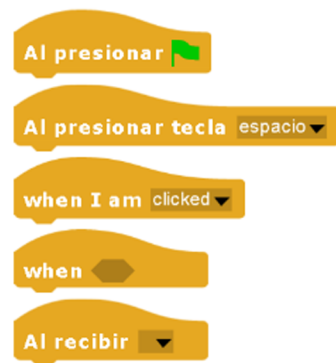 Al presionar
Al presionar tecla espacio
when I am clicked
when
Al recibir